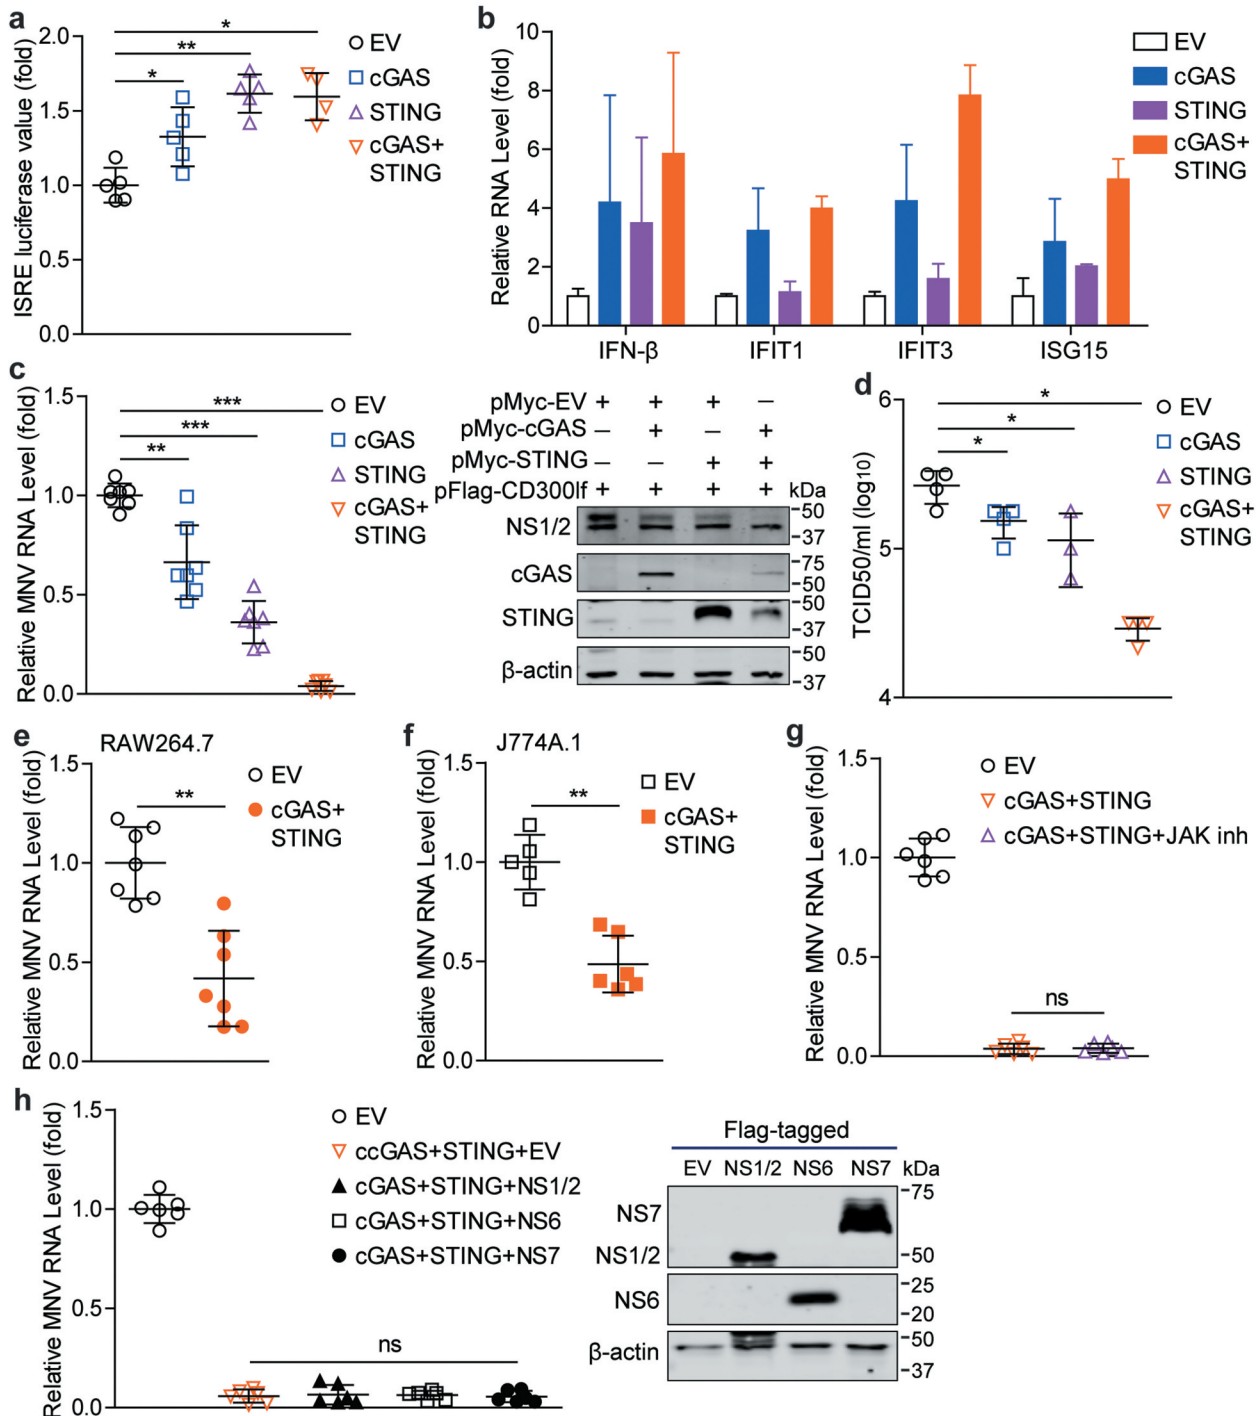 a
ISRE luciferase value (fold)
2.0
1.5
1.0
0.5
0.0
*
**
*
EV
cGAS
STING
cGAS+
STING
b
Relative RNA Level (fold)
10
8
6
4
2
0
IFN-β IFIT1 IFIT3 ISG15
EV
cGAS
STING
cGAS+
STING
c
Relative MNV RNA Level (fold)
1.5
1.0
0.5
0.0
***
***
**
EV
cGAS
STING
cGAS+
STING
pMyc-EV + + + –
pMyc-cGAS – + – +
pMyc-STING – – + +
pFlag-CD300lf + + + + kDa
NS1/2 50
37
cGAS 75
50
STING 50
37
β-actin 50
37
d
TCID50/ml (log10)
6
5
4
*
*
*
EV
cGAS
STING
cGAS+
STING
e
RAW264.7
Relative MNV RNA Level (fold)
1.5
1.0
0.5
0.0
**
EV
cGAS+
STING
f
J774A.1
Relative MNV RNA Level (fold)
1.5
1.0
0.5
0.0
**
EV
cGAS+
STING
g
Relative MNV RNA Level (fold)
1.5
1.0
0.5
0.0
ns
EV
cGAS+STING
cGAS+STING+JAK inh
h
Relative MNV RNA Level (fold)
1.5
1.0
0.5
0.0
ns
EV
ccGAS+STING+EV
cGAS+STING+NS1/2
cGAS+STING+NS6
cGAS+STING+NS7
Flag-tagged
EV NS1/2 NS6 NS7 kDa
75
NS7
NS1/2 50
NS6 25
20
β-actin 50
37